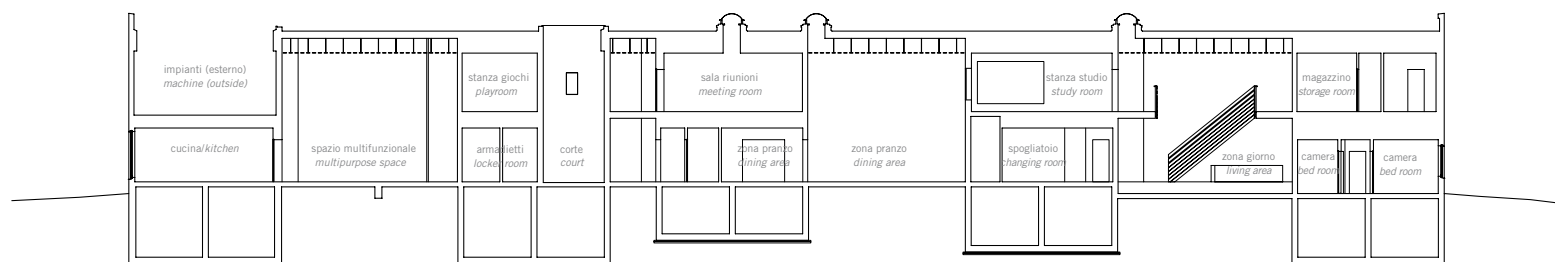 impianti (esterno)
machine (outside)
stanza giochi
playroom
sala riunioni
meeting room
stanza studio
study room
magazzino
storage room
cucina/kitchen
spazio multifunzionale
multipurpose space
armadietti
locker room
corte
court
zona pranzo
dining area
zona pranzo
dining area
spogliatoio
changing room
zona giorno
living area
camera
bed room
camera
bed room